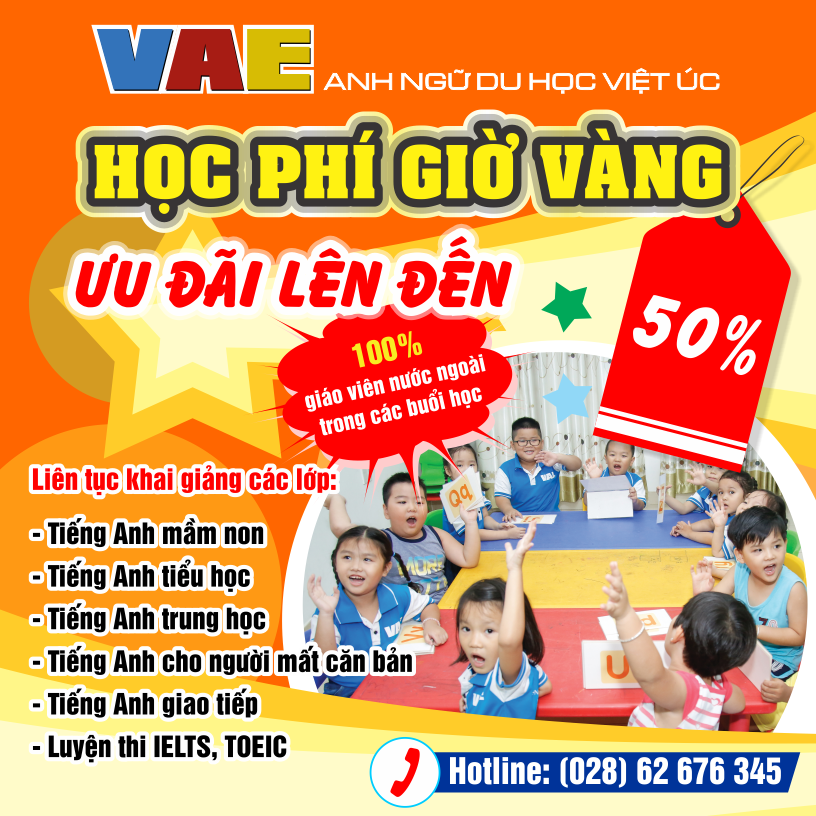 VAE ANH NGỮ DU HỌC VIỆT ÚC
HỌC PHÍ GIỜ VÀNG
ƯU ĐÃI LÊN ĐẾN
50%
100%
giáo viên nước ngoài
trong các buổi học
Liên tục khai giảng các lớp:
- Tiếng Anh mầm non
- Tiếng Anh tiểu học
- Tiếng Anh trung học
- Tiếng Anh cho người mất căn bản
- Tiếng Anh giao tiếp
- Luyện thi IELTS, TOEIC
Qq
U
Hotline: (028) 62 676 345